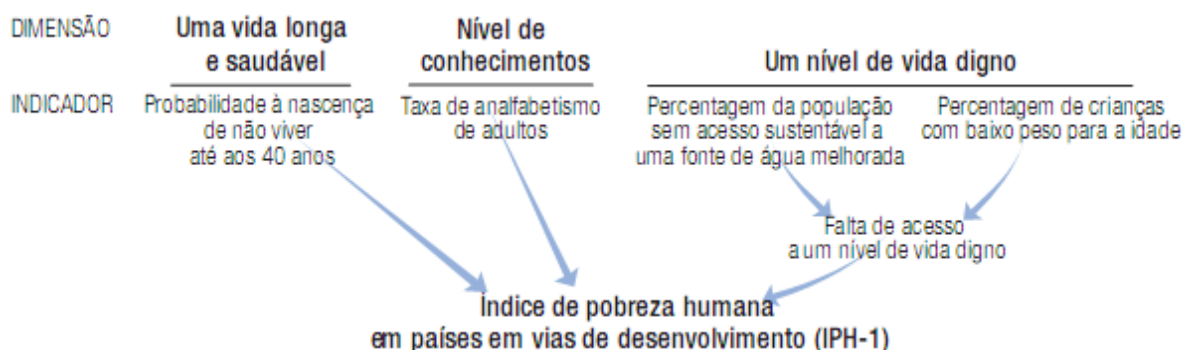 DIMENSÃO
Uma vida longa
e saudável
Nível de
conhecimentos
Um nível de vida digno
INDICADOR
Probabilidade à nascença
de não viver
até aos 40 anos
Taxa de analfabetismo
de adultos
Percentagem da população
sem acesso sustentável a
uma fonte de água melhorada
Percentagem de crianças
com baixo peso para a idade
Falta de acesso
a um nível de vida digno
Índice de pobreza humana
em países em vias de desenvolvimento (IPH-1)